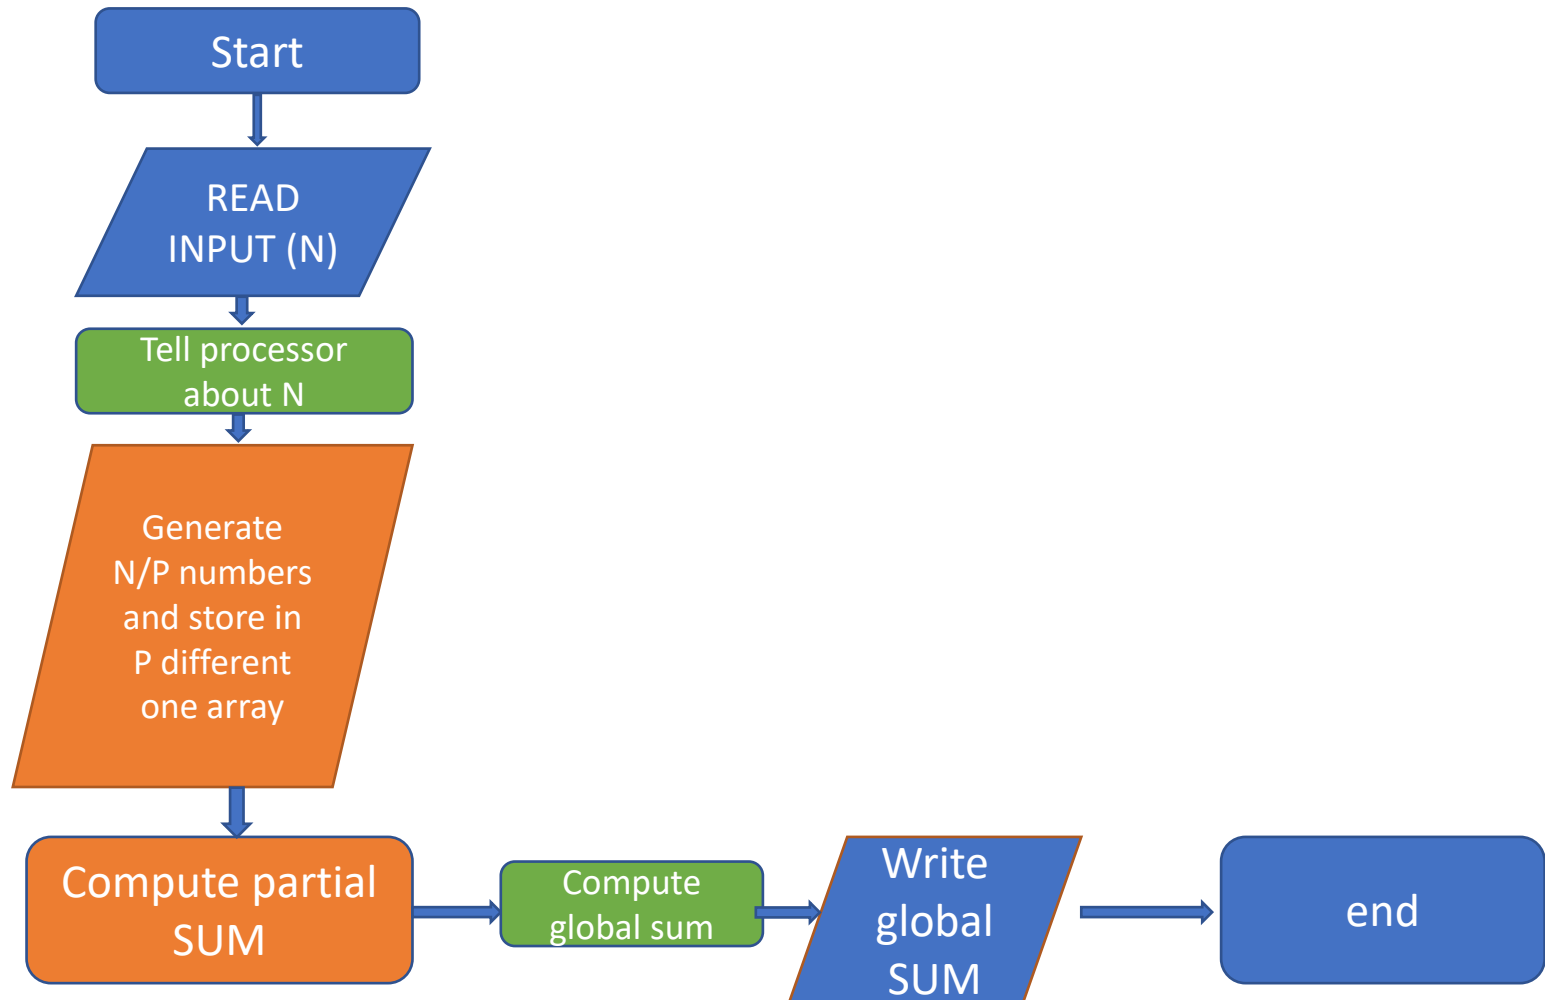 Start
READ
INPUT (N)
Tell processor
about N
Generate
N/P numbers
and store in
P different
one array
Compute partial
SUM
Compute
global sum
Write
global
SUM
end